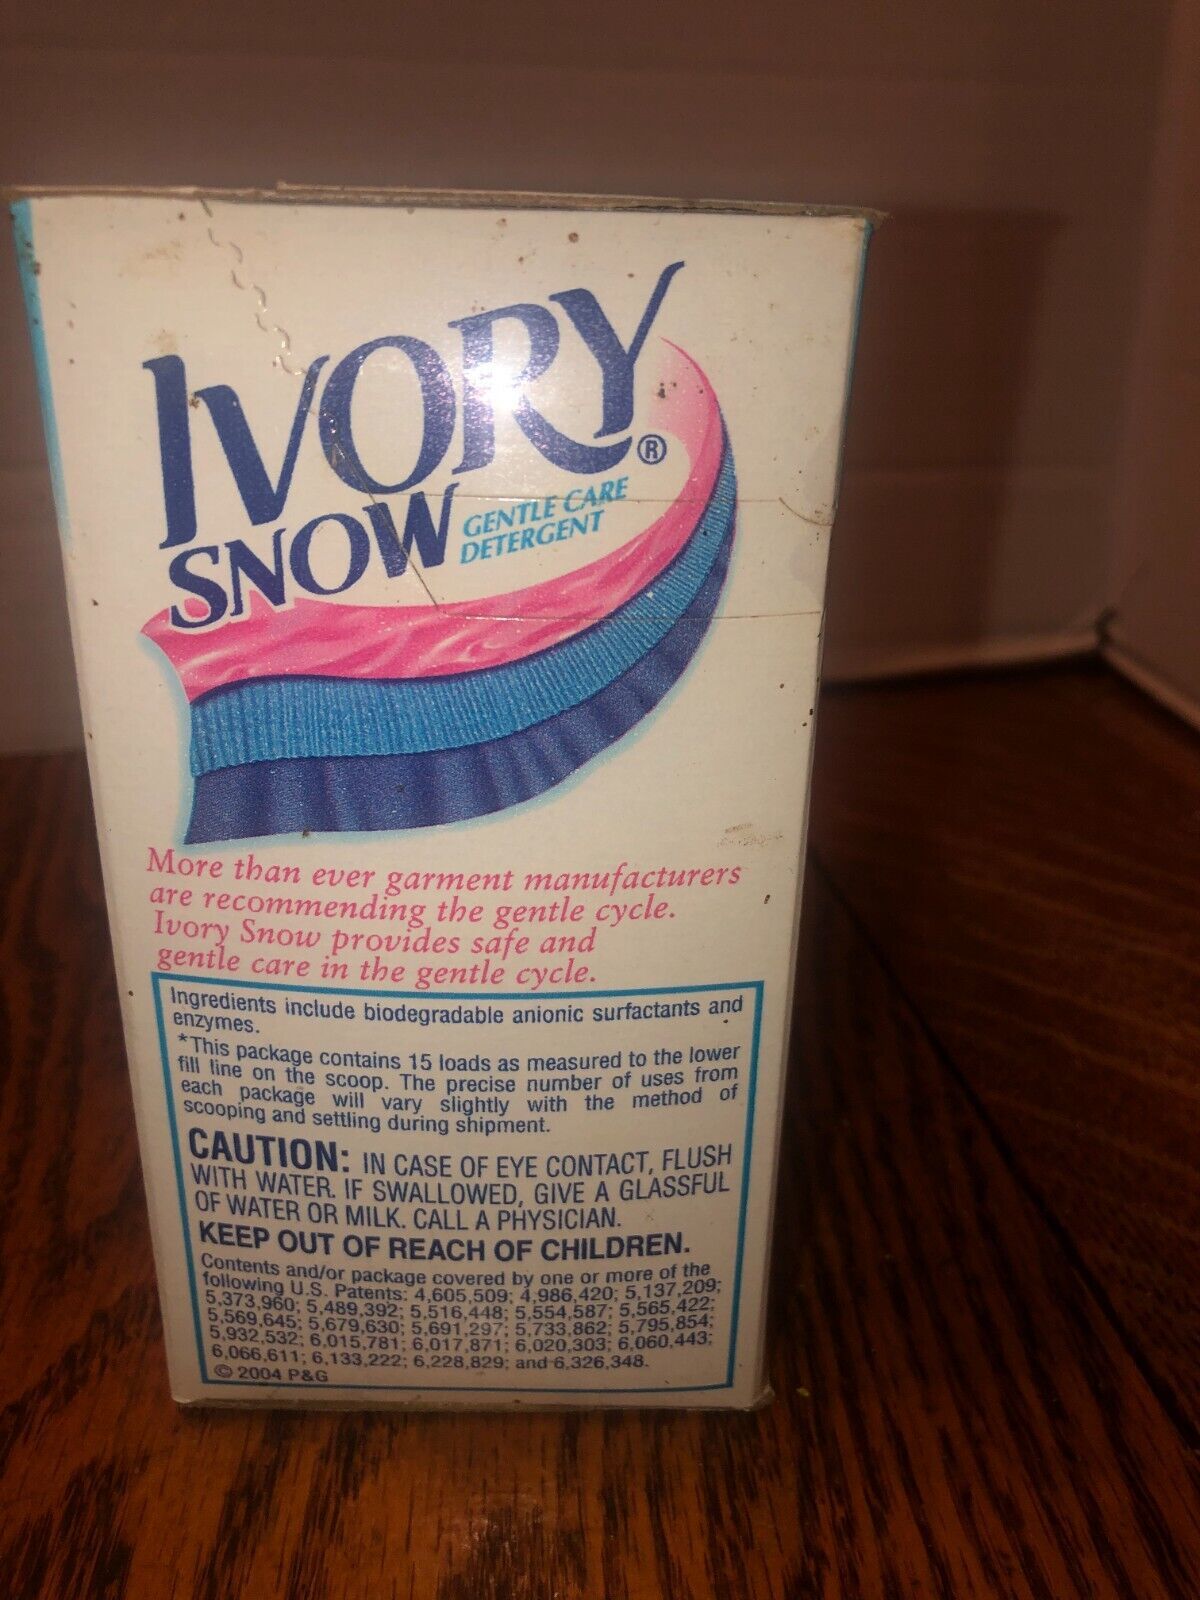 IVORY®
SNOW
GENTLE CARE
DETERGENT
More than ever garment manufacturers
are recommending the gentle cycle.
Ivory Snow provides safe and
gentle care in the gentle cycle.
Ingredients include biodegradable anionic surfactants and
enzymes.
*This package contains 15 loads as measured to the lower
fill line on the scoop. The precise number of uses from
each package will vary slightly with the method of
scooping and settling during shipment.
CAUTION: IN CASE OF EYE CONTACT, FLUSH
WITH WATER. IF SWALLOWED, GIVE A GLASSFUL
OF WATER OR MILK. CALL A PHYSICIAN.
KEEP OUT OF REACH OF CHILDREN.
Contents and/or package covered by one or more of the
following U.S. Patents: 4,605,509; 4,986,420; 5,137,209;
5,373,960; 5,489,392; 5,516,448; 5,554,587; 5,565,422;
5,569,645; 5,679,630; 5,691,297; 5,733,862; 5,795,854;
5,932,532; 6,015,781; 6,017,871; 6,020,303; 6,060,443;
6,066,611; 6,133,222; 6,228,829; and 6,326,348.
© 2004 P&G